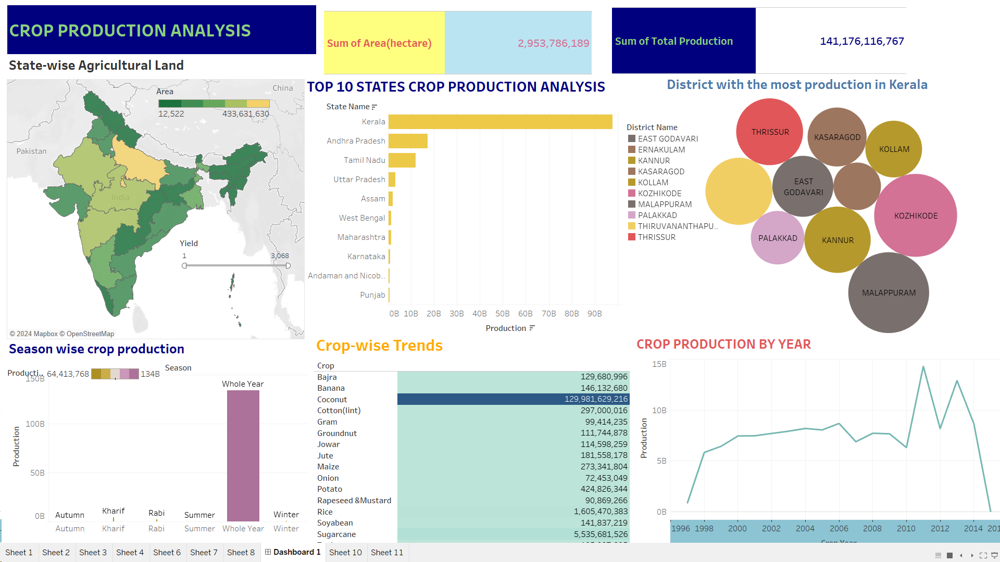 CROP PRODUCTION ANALYSIS
Sum of Area(hectare)
2,953,786,189
Sum of Total Production
141,176,116,767
State-wise Agricultural Land
Area
12,522
433,631,630
China
Pakistan
India
Yield
1
3,068
© 2024 Mapbox © OpenStreetMap
TOP 10 STATES CROP PRODUCTION ANALYSIS
State Name
Kerala
Andhra Pradesh
Tamil Nadu
Uttar Pradesh
Assam
West Bengal
Maharashtra
Karnataka
Andaman and Nicob..
Punjab
0B 10B 20B 30B 40B 50B 60B 70B 80B 90B
Production
District with the most production in Kerala
District Name
EAST GODAVARI
ERNAKULAM
KANNUR
KASARAGOD
KOLLAM
KOZHIKODE
MALAPPURAM
PALAKKAD
THIRUVANANTHAPU..
THRISSUR
THRISSUR
KASARAGOD
KOLLAM
EAST
GODAVARI
KOZHIKODE
PALAKKAD
KANNUR
MALAPPURAM
Season wise crop production
Producti..
64,413,768
134B
Season
150B
100B
50B
0B
Production
Whole Year
Autumn
Kharif
Rabi
Summer
Winter
Autumn Kharif Rabi Summer Whole Year Winter
Crop-wise Trends
Crop
Bajra 129,680,996
Banana 146,132,680
Coconut 129,981,629,216
Cotton(lint) 297,000,016
Gram 99,414,235
Groundnut 111,744,878
Jowar 114,598,259
Jute 181,558,178
Maize 273,341,804
Onion 72,453,049
Potato 424,826,344
Rapeseed &Mustard 90,869,266
Rice 1,605,470,383
Soyabean 141,837,219
Sugarcane 5,535,681,526
CROP PRODUCTION BY YEAR
15B
10B
5B
0B
Production
1996 1998 2000 2002 2004 2006 2008 2010 2012 2014 201
Sheet 1 Sheet 2 Sheet 3 Sheet 4 Sheet 6 Sheet 7 Sheet 8 Dashboard 1 Sheet 10 Sheet 11